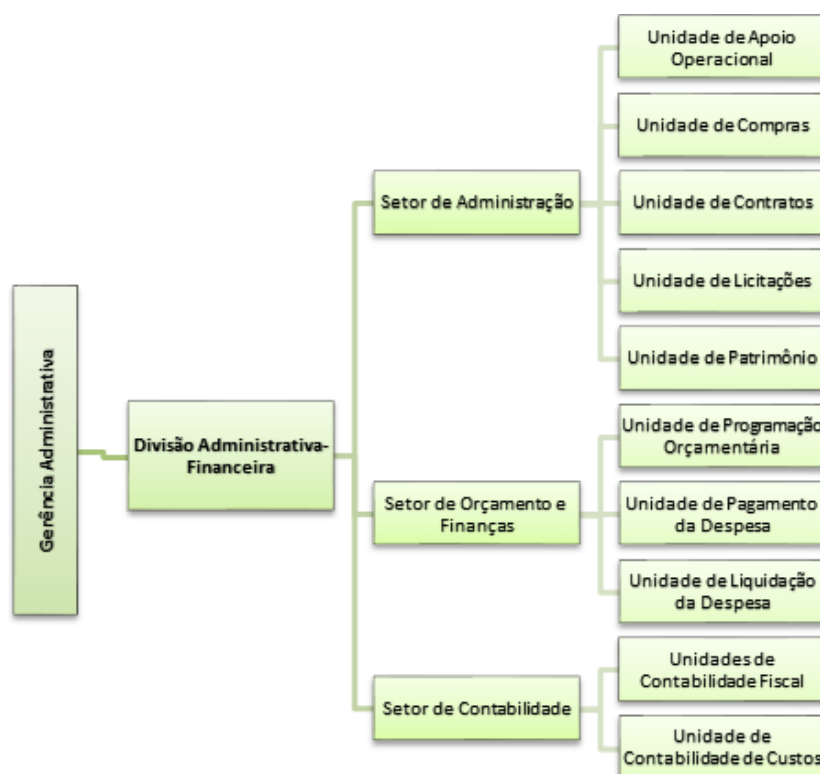 Gerência Administrativa
Divisão Administrativa-
Financeira
Setor de Administração
Unidade de Apoio
Operacional
Unidade de Compras
Unidade de Contratos
Unidade de Licitações
Unidade de Patrimônio
Setor de Orçamento e
Finanças
Unidade de Programação
Orçamentária
Unidade de Pagamento
da Despesa
Unidade de Liquidação
da Despesa
Setor de Contabilidade
Unidades de
Contabilidade Fiscal
Unidade de
Contabilidade de Custos